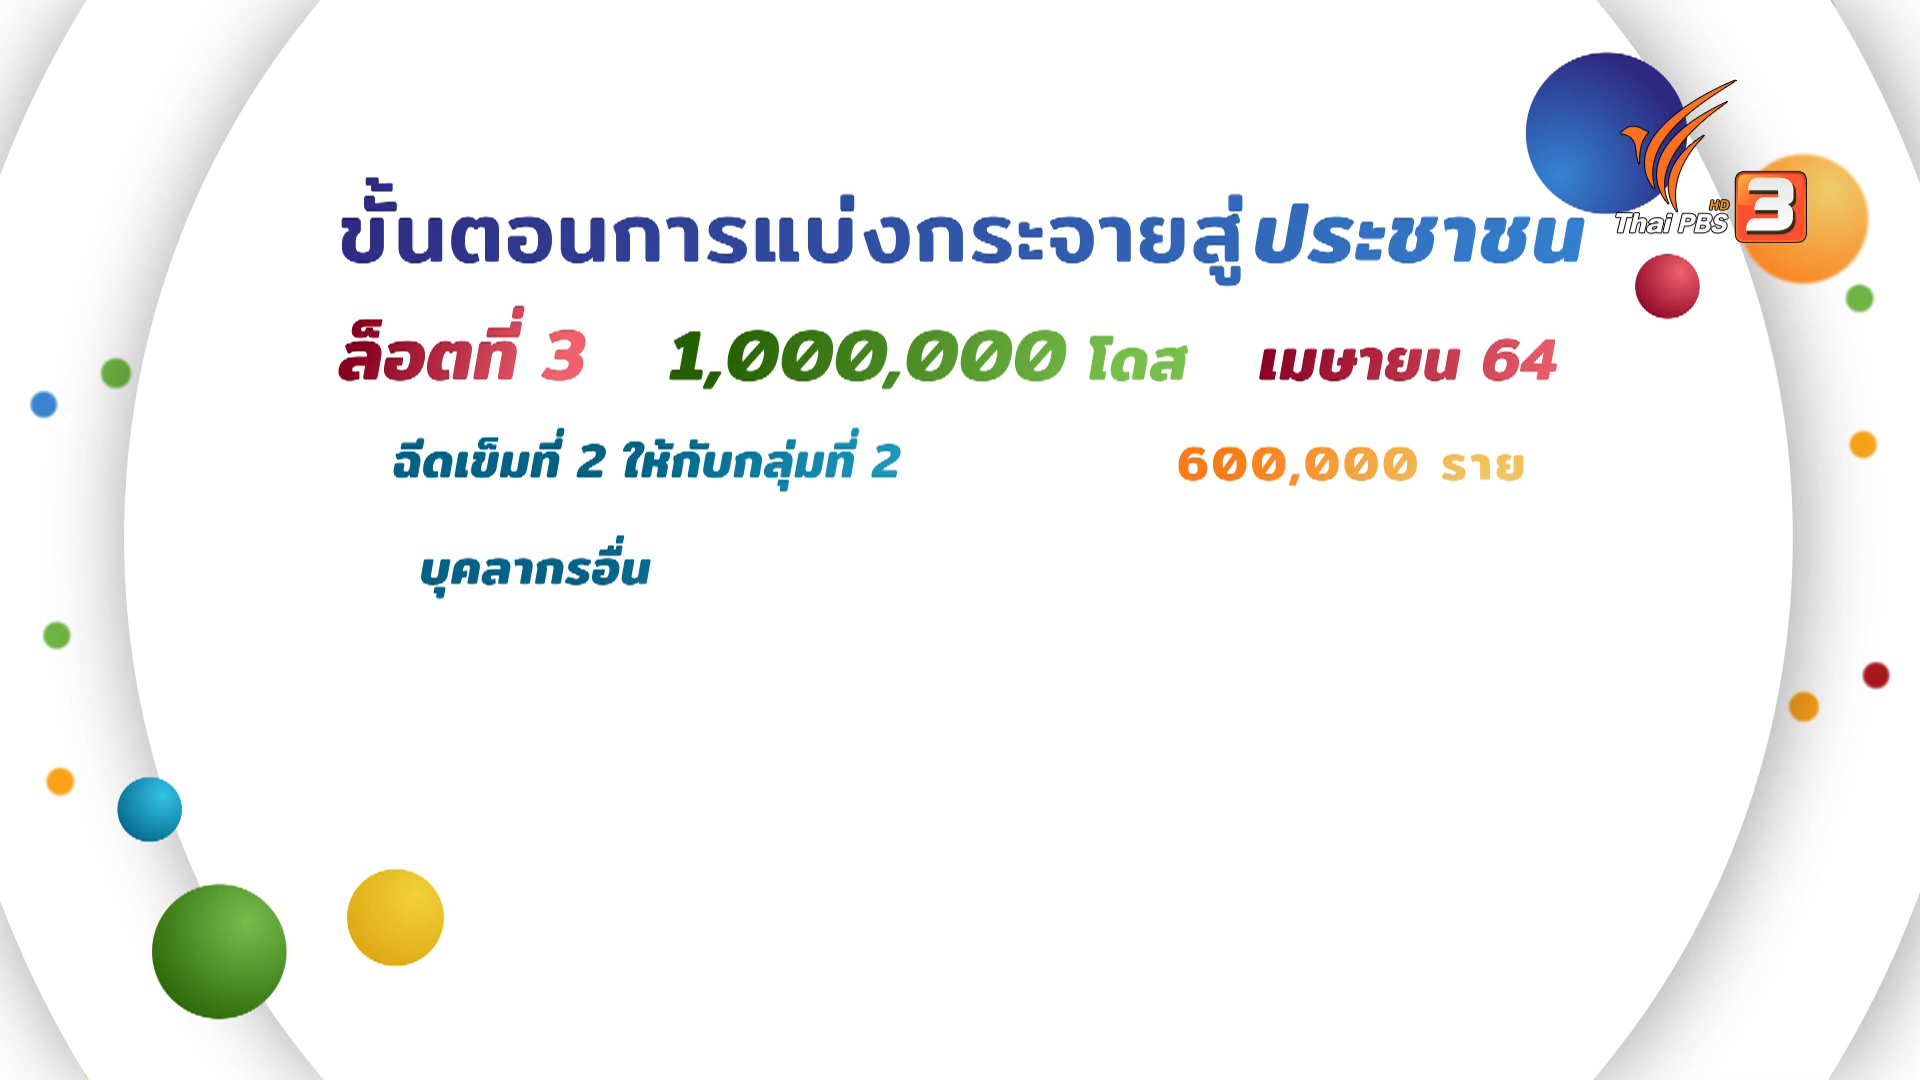 ขั้นตอนการแบ่งกระจายสู่ประชาชน
Thai PBS HD 3
ล็อตที่ 3 1,000,000 โดส เมษายน 64
ฉีดเข็มที่ 2 ให้กับกลุ่มที่ 2 600,000 ราย
บุคลากรอื่น